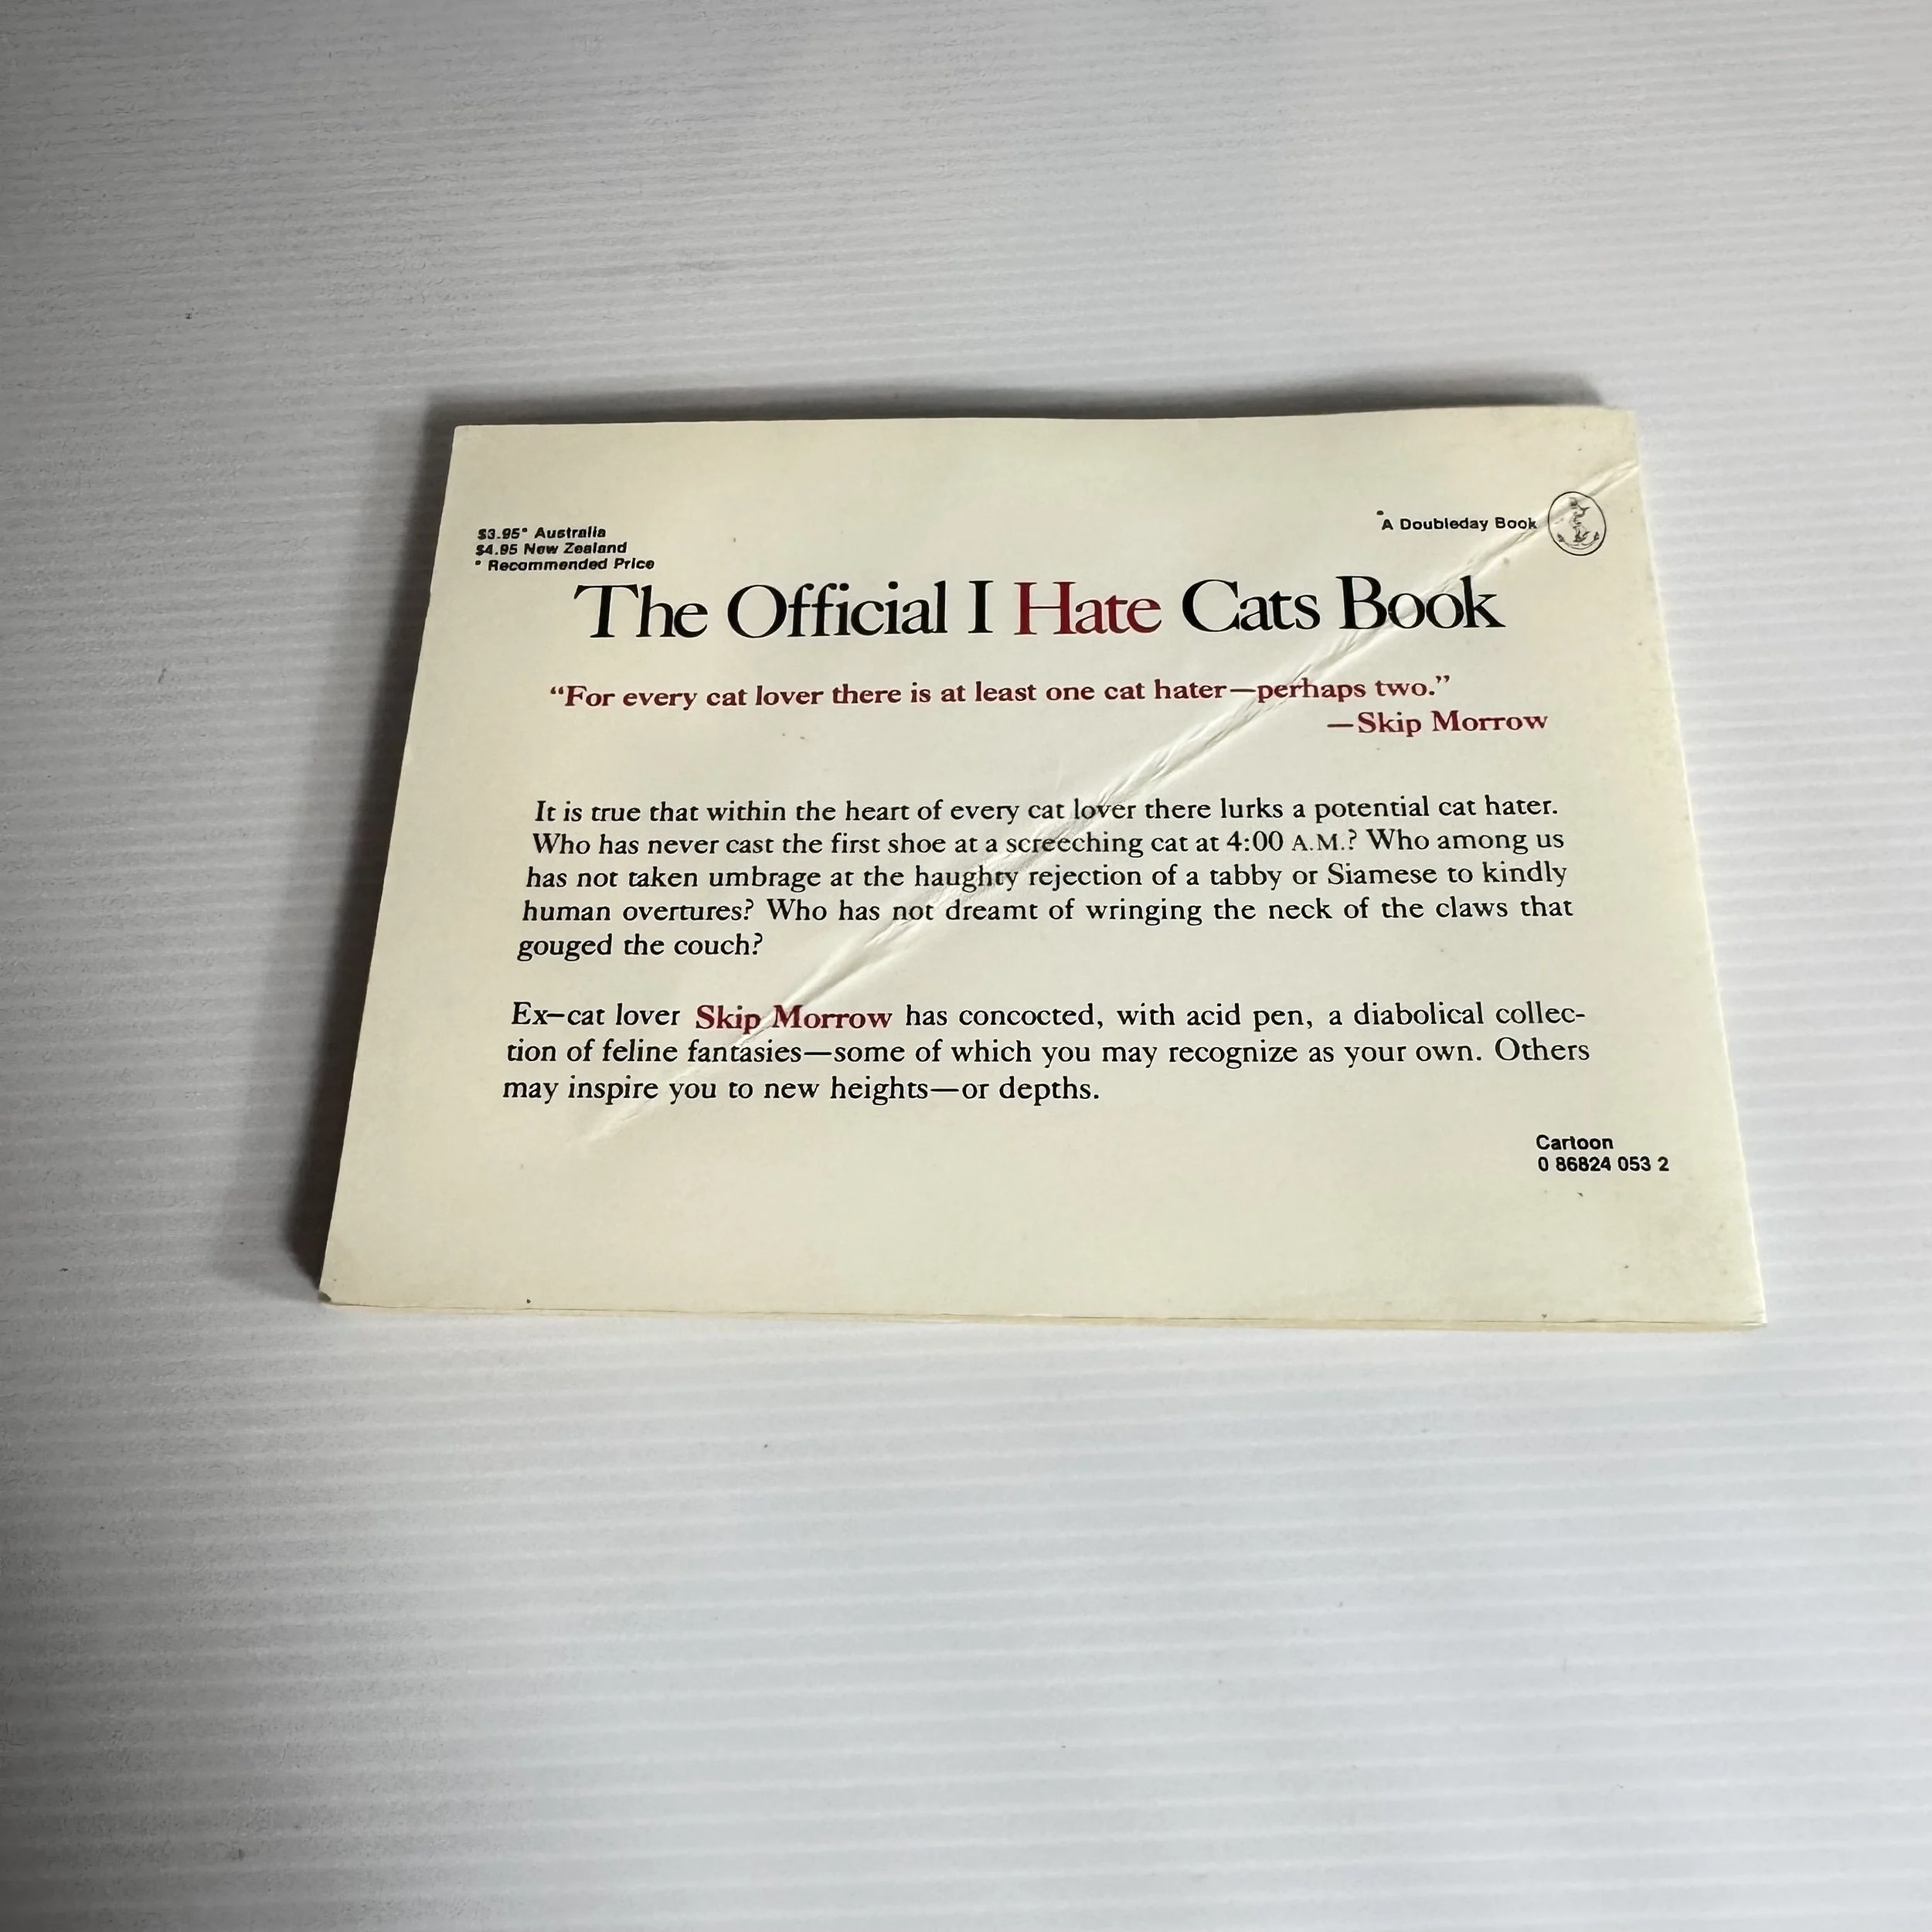 $3.95* Australia
$4.95 New Zealand
* Recommended Price
A Doubleday Book
The Official I Hate Cats Book
“For every cat lover there is at least one cat hater—perhaps two.”
—Skip Morrow
It is true that within the heart of every cat lover there lurks a potential cat hater.
Who has never cast the first shoe at a screeching cat at 4:00 A.M.? Who among us
has not taken umbrage at the haughty rejection of a tabby or Siamese to kindly
human overtures? Who has not dreamt of wringing the neck of the claws that
gouged the couch?
Ex–cat lover Skip Morrow has concocted, with acid pen, a diabolical collec-
tion of feline fantasies—some of which you may recognize as your own. Others
may inspire you to new heights—or depths.
Cartoon
0 86824 053 2